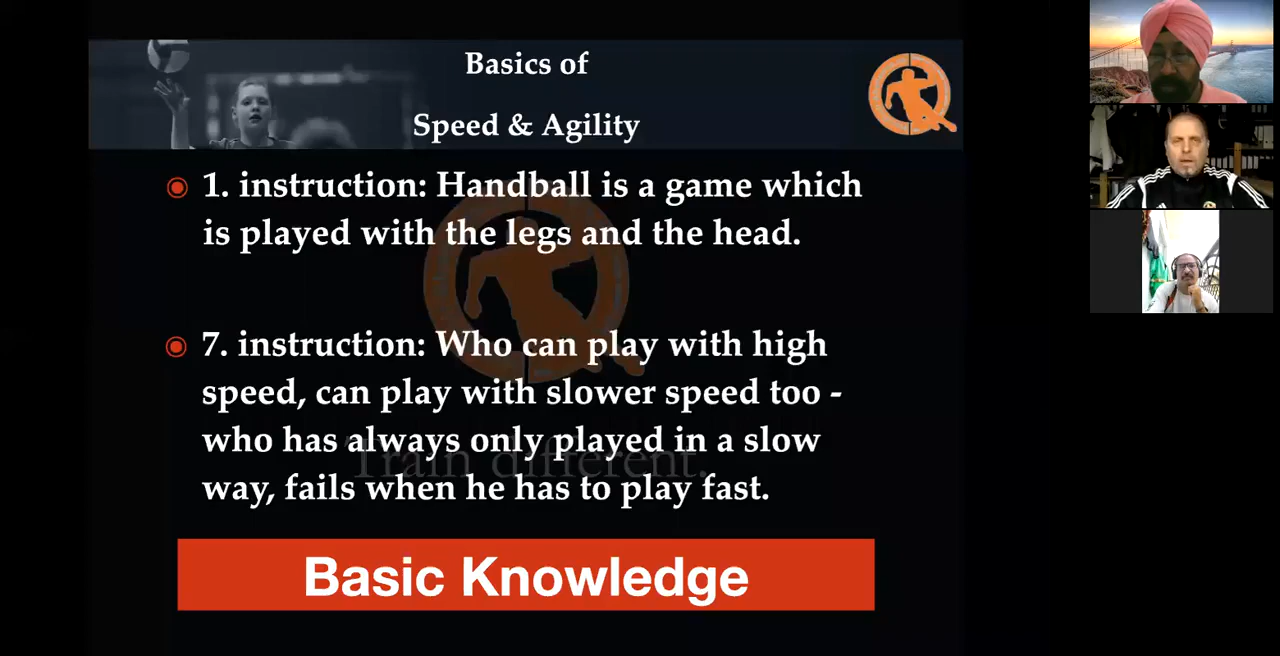 Basics of
Speed & Agility
1. instruction: Handball is a game which
is played with the legs and the head.
7. instruction: Who can play with high
speed, can play with slower speed too -
who has always only played in a slow
way, fails when he has to play fast.
Train different.
Basic Knowledge